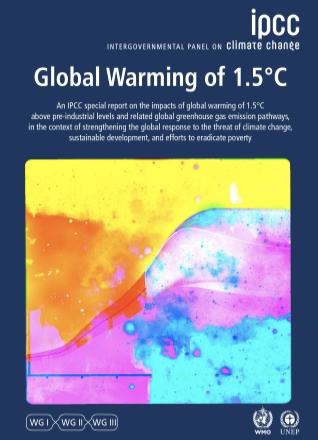 ipcc
INTERGOVERNMENTAL PANEL ON climate change
Global Warming of 1.5°C
An IPCC special report on the impacts of global warming of 1.5°C
above pre-industrial levels and related global greenhouse gas emission pathways,
in the context of strengthening the global response to the threat of climate change,
sustainable development, and efforts to eradicate poverty
WG I WG II WG III
WMO UNEP